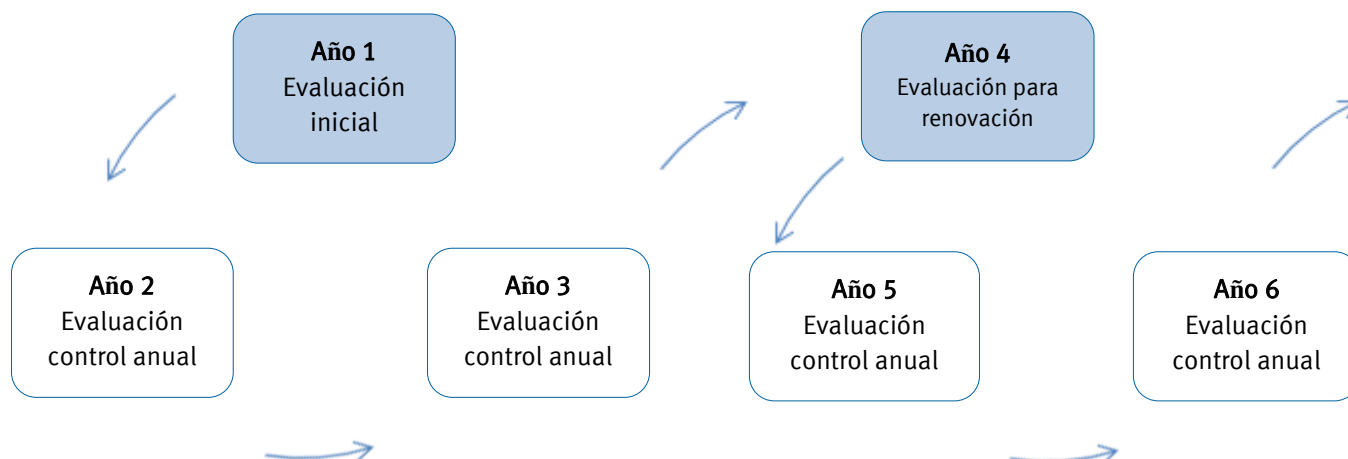 Año 1
Evaluación
inicial
Año 4
Evaluación para
renovación
Año 2
Evaluación
control anual
Año 3
Evaluación
control anual
Año 5
Evaluación
control anual
Año 6
Evaluación
control anual